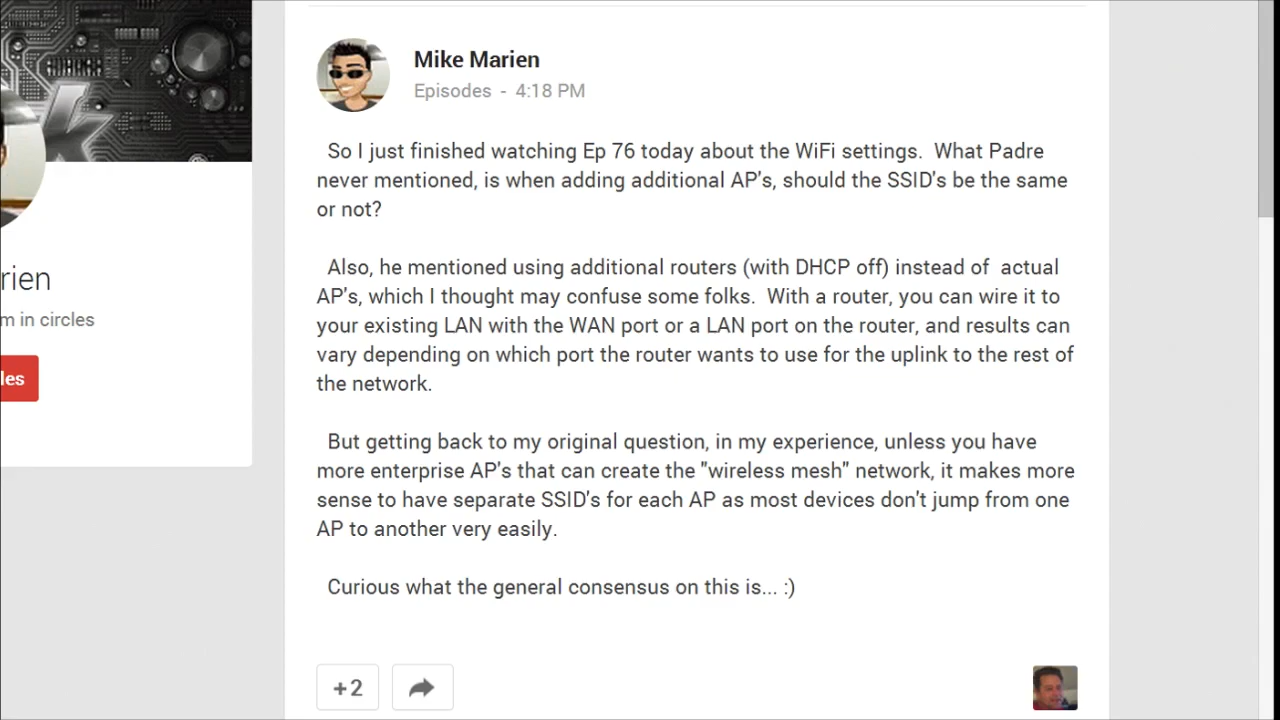 Mike Marien
Episodes - 4:18 PM
So I just finished watching Ep 76 today about the WiFi settings. What Padre
never mentioned, is when adding additional AP's, should the SSID's be the same
or not?
Also, he mentioned using additional routers (with DHCP off) instead of actual
AP's, which I thought may confuse some folks. With a router, you can wire it to
your existing LAN with the WAN port or a LAN port on the router, and results can
vary depending on which port the router wants to use for the uplink to the rest of
the network.
But getting back to my original question, in my experience, unless you have
more enterprise AP's that can create the "wireless mesh" network, it makes more
sense to have separate SSID's for each AP as most devices don't jump from one
AP to another very easily.
Curious what the general consensus on this is... :)
+2
rien
m in circles
les